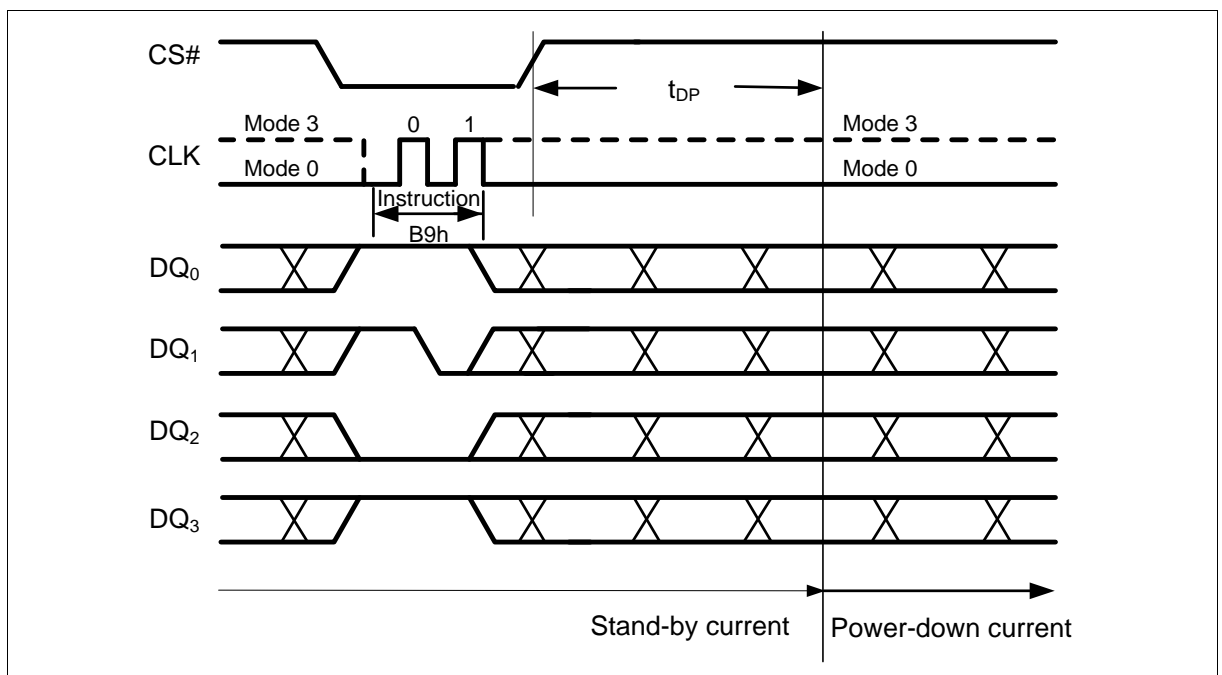 CS#
tDP
Mode 3 0 1 Mode 3
CLK
Mode 0 Mode 0
Instruction
B9h
DQ0
DQ1
DQ2
DQ3
Stand-by current Power-down current